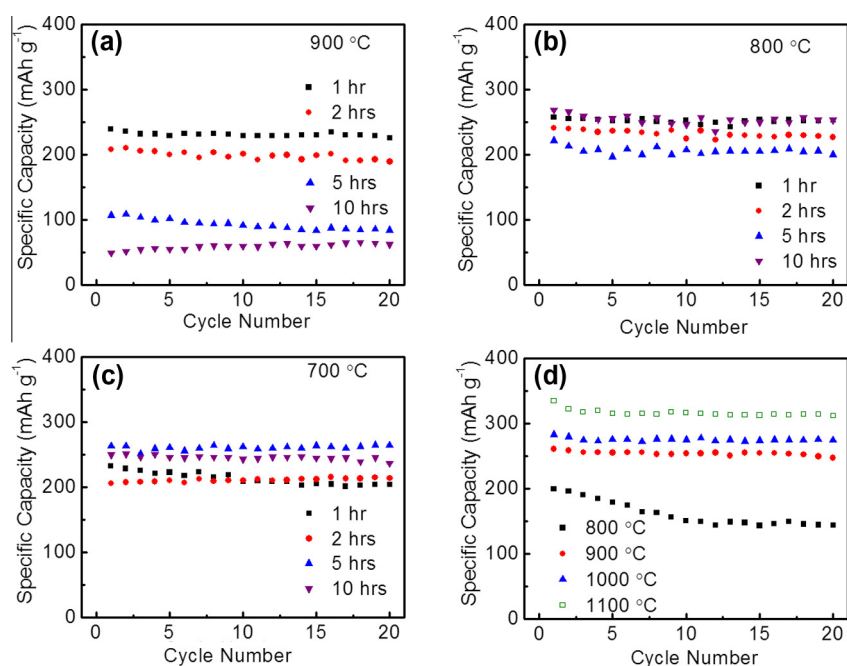 (a)
900 °C
Specific Capacity (mAh g⁻¹)
400
300
200
100
0
1 hr
2 hrs
5 hrs
10 hrs
0 5 10 15 20
Cycle Number
(b)
800 °C
Specific Capacity (mAh g⁻¹)
400
300
200
100
0
1 hr
2 hrs
5 hrs
10 hrs
0 5 10 15 20
Cycle Number
(c)
700 °C
Specific Capacity (mAh g⁻¹)
400
300
200
100
0
1 hr
2 hrs
5 hrs
10 hrs
0 5 10 15 20
Cycle Number
(d)
Specific Capacity (mAh g⁻¹)
400
300
200
100
0
800 °C
900 °C
1000 °C
1100 °C
0 5 10 15 20
Cycle Number